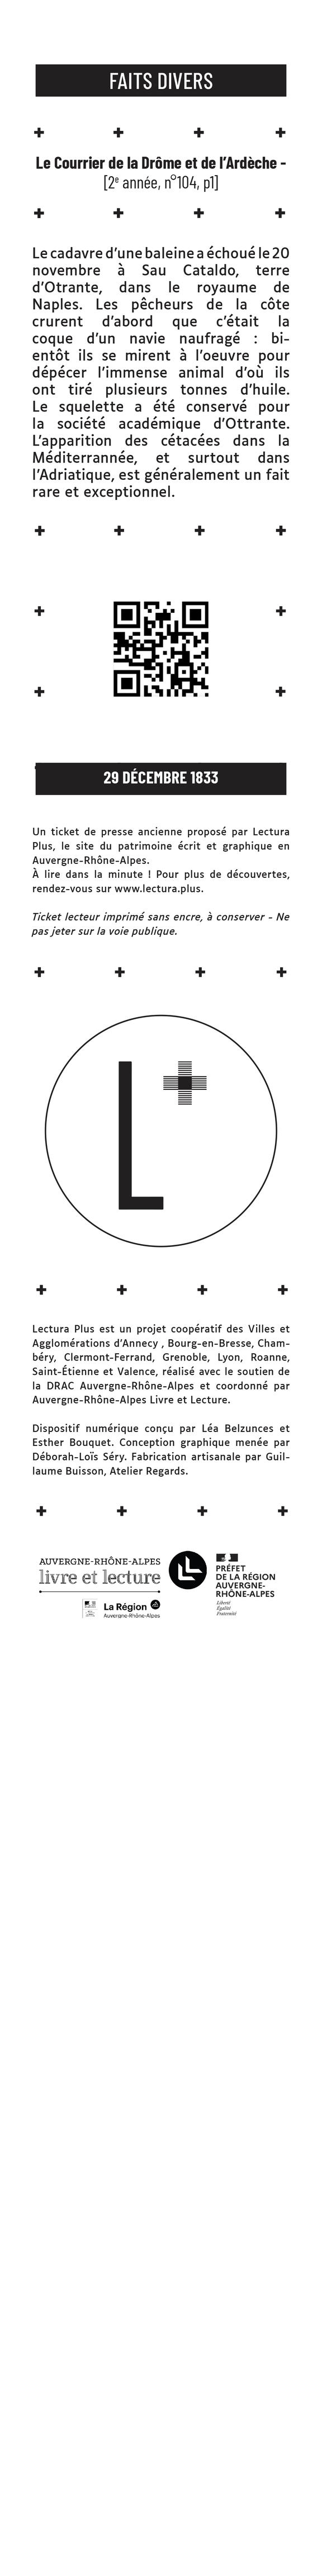 FAITS DIVERS
Le Courrier de la Drôme et de l'Ardèche -
[2e année, n°104, p1]
Le cadavre d'une baleine a échoué le 20
novembre à Sau Cataldo, terre
d'Otrante, dans le royaume de
Naples. Les pêcheurs de la côte
crurent d'abord que c'était la
coque d'un navie naufragé : bi-
entôt ils se mirent à l'oeuvre pour
dépécer l'immense animal d'où ils
ont tiré plusieurs tonnes d'huile.
Le squelette a été conservé pour
la société académique d'Ottrante.
L'apparition des cétacées dans la
Méditerrannée, et surtout dans
l'Adriatique, est généralement un fait
rare et exceptionnel.
29 DÉCEMBRE 1833
Un ticket de presse ancienne proposé par Lectura
Plus, le site du patrimoine écrit et graphique en
Auvergne-Rhône-Alpes.
À lire dans la minute ! Pour plus de découvertes,
rendez-vous sur www.lectura.plus.
Ticket lecteur imprimé sans encre, à conserver - Ne
pas jeter sur la voie publique.
L+
Lectura Plus est un projet coopératif des Villes et
Agglomérations d'Annecy , Bourg-en-Bresse, Cham-
béry, Clermont-Ferrand, Grenoble, Lyon, Roanne,
Saint-Étienne et Valence, réalisé avec le soutien de
la DRAC Auvergne-Rhône-Alpes et coordonné par
Auvergne-Rhône-Alpes Livre et Lecture.
Dispositif numérique conçu par Léa Belzunces et
Esther Bouquet. Conception graphique menée par
Déborah-Loïs Séry. Fabrication artisanale par Guil-
laume Buisson, Atelier Regards.
AUVERGNE-RHÔNE-ALPES
livre et lecture
La Région
Auvergne-Rhône-Alpes
PRÉFET
DE LA RÉGION
AUVERGNE-
RHÔNE-ALPES
Liberté
Égalité
Fraternité